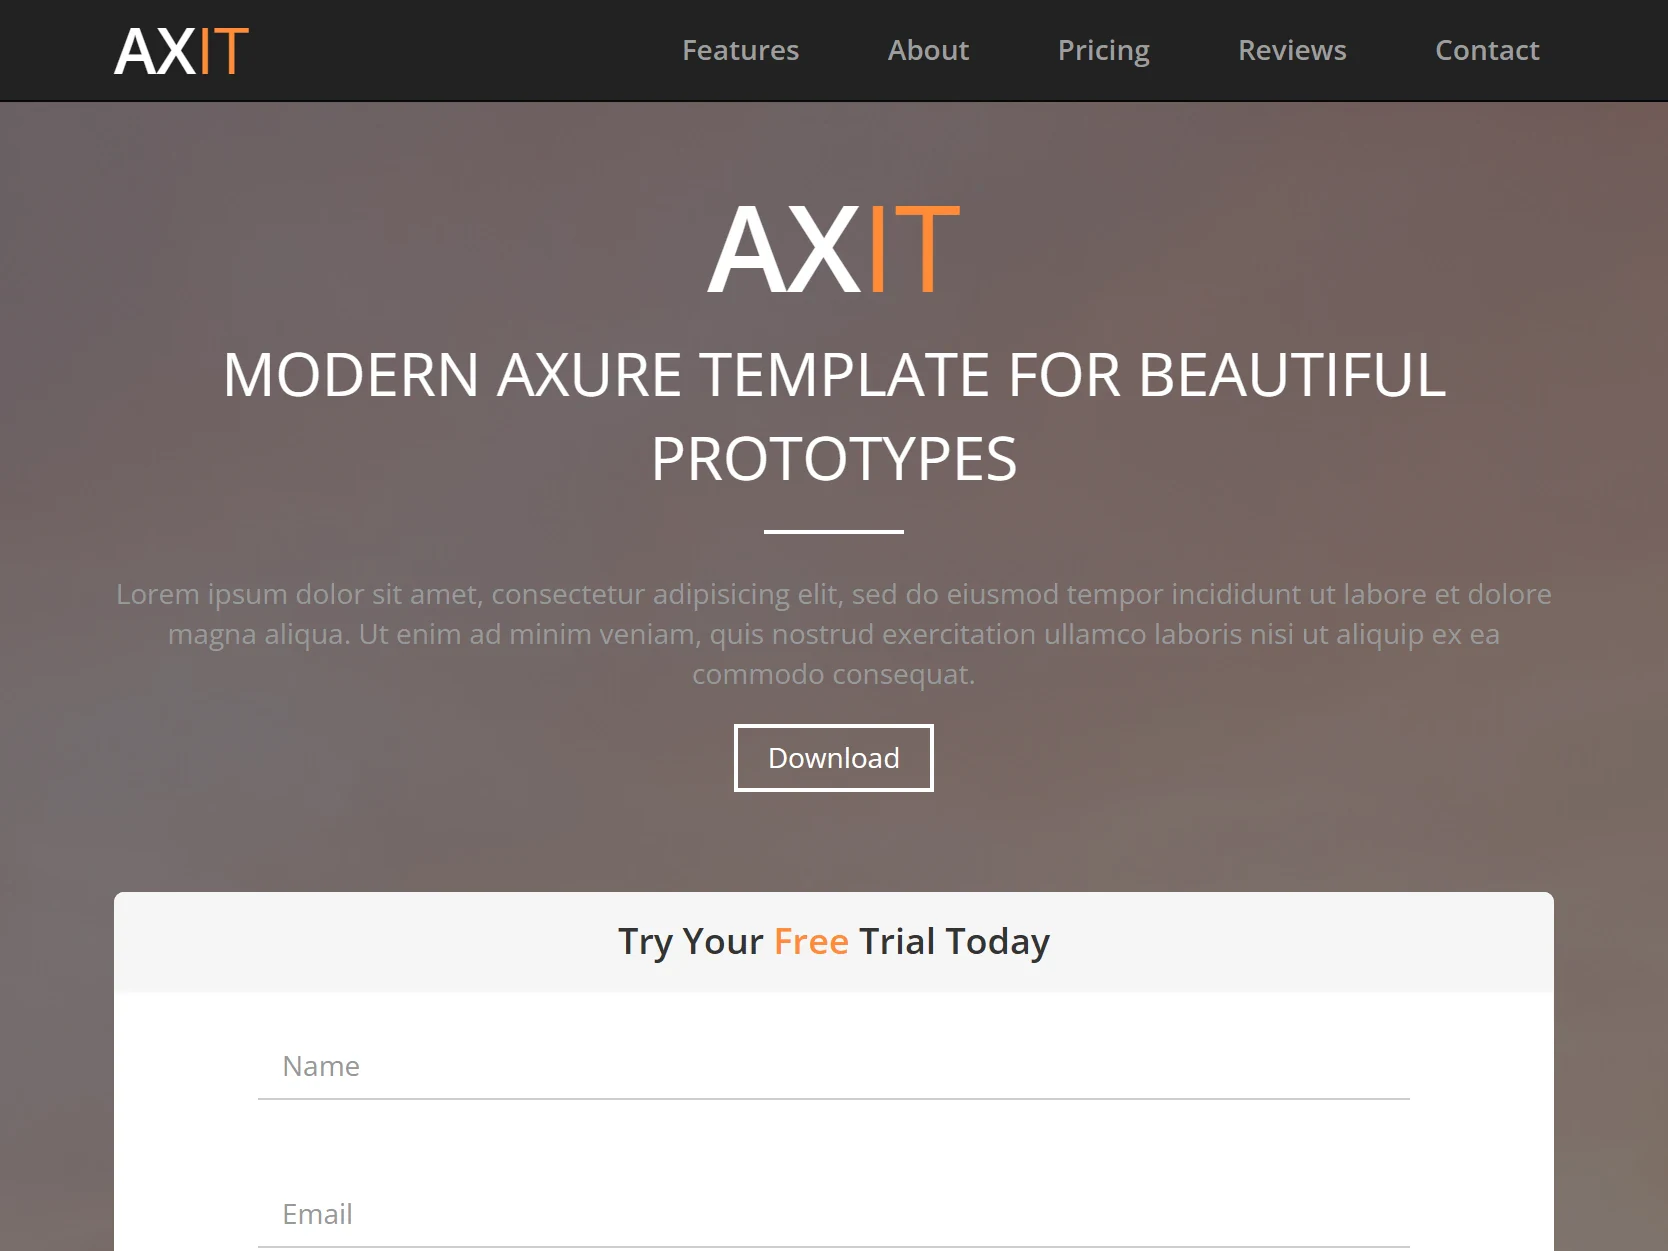 AXIT
Features
About
Pricing
Reviews
Contact
AXIT
MODERN AXURE TEMPLATE FOR BEAUTIFUL
PROTOTYPES
Lorem ipsum dolor sit amet, consectetur adipisicing elit, sed do eiusmod tempor incididunt ut labore et dolore
magna aliqua. Ut enim ad minim veniam, quis nostrud exercitation ullamco laboris nisi ut aliquip ex ea
commodo consequat.
Download
Try Your Free Trial Today
Name
Email